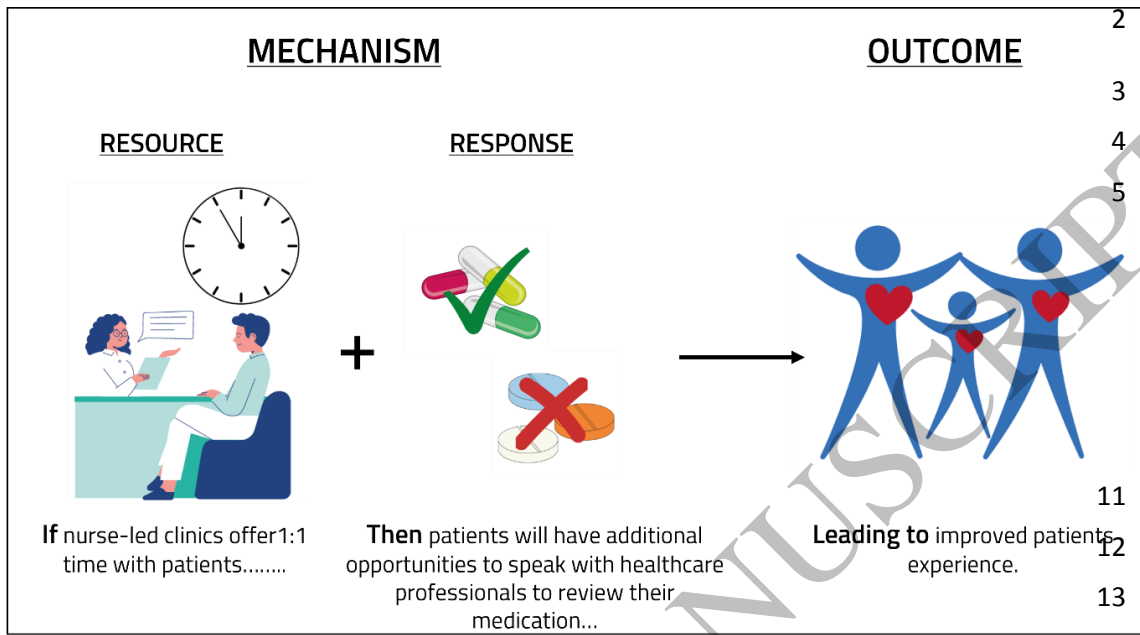 MECHANISM
OUTCOME
RESOURCE
RESPONSE
If nurse-led clinics offer1:1
time with patients........
Then patients will have additional
opportunities to speak with healthcare
professionals to review their
medication...
Leading to improved patients
experience.
2
3
4
5
11
12
13
NUSCRIPT